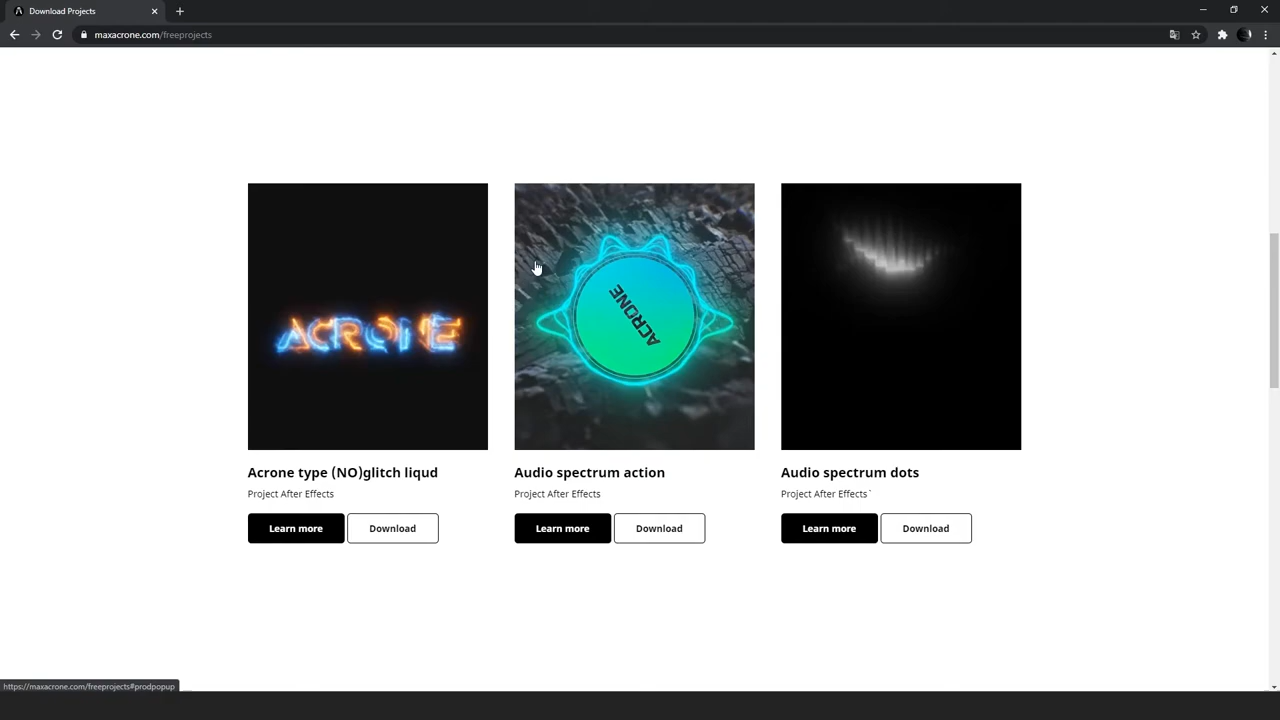 Download Projects
maxacrone.com/freeprojects
ACRONE
ACRONE
Acrone type (NO)glitch liqud
Audio spectrum action
Audio spectrum dots
Project After Effects
Project After Effects
Project After Effects`
Learn more
Download
Learn more
Download
Learn more
Download
https://maxacrone.com/freeprojects#prodpopup